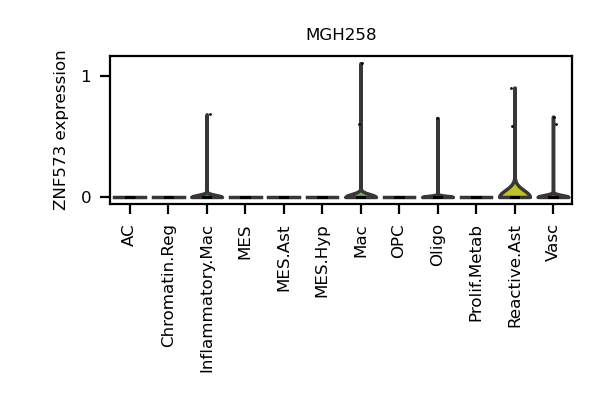 MGH258
ZNF573 expression
1
0
AC
Chromatin.Reg
Inflammatory.Mac
MES
MES.Ast
MES.Hyp
Mac
OPC
Oligo
Prolif.Metab
Reactive.Ast
Vasc